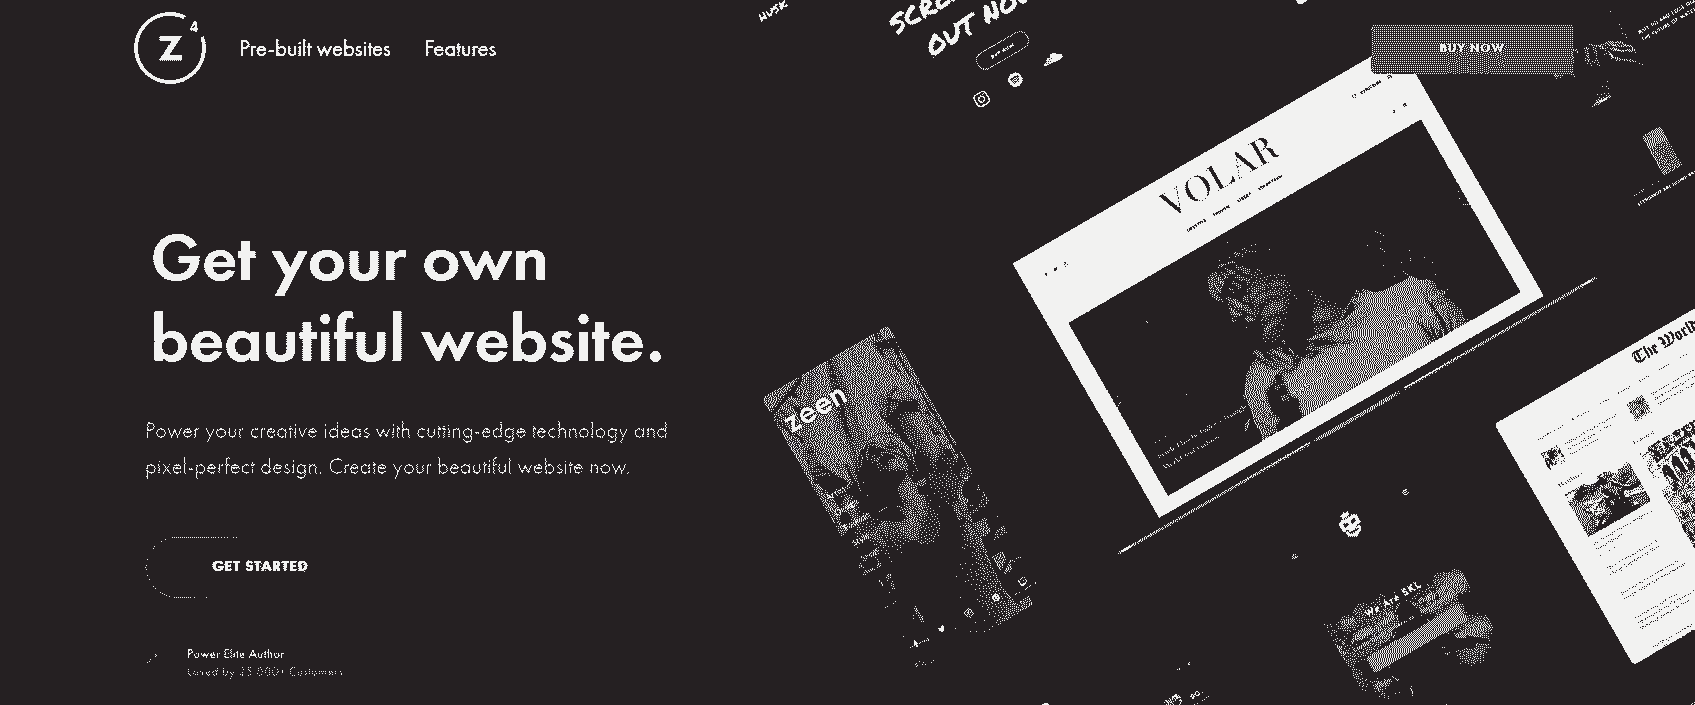 Z 4
Pre-built websites
Features
BUY NOW
HUSK
OUT NOW
VOLAR
Get your own
beautiful website.
Power your creative ideas with cutting-edge technology and
pixel-perfect design. Create your beautiful website now.
GET STARTED
Power Elite Author
Loved by 25,000+ Customers
zeen
The World
We Are SKL